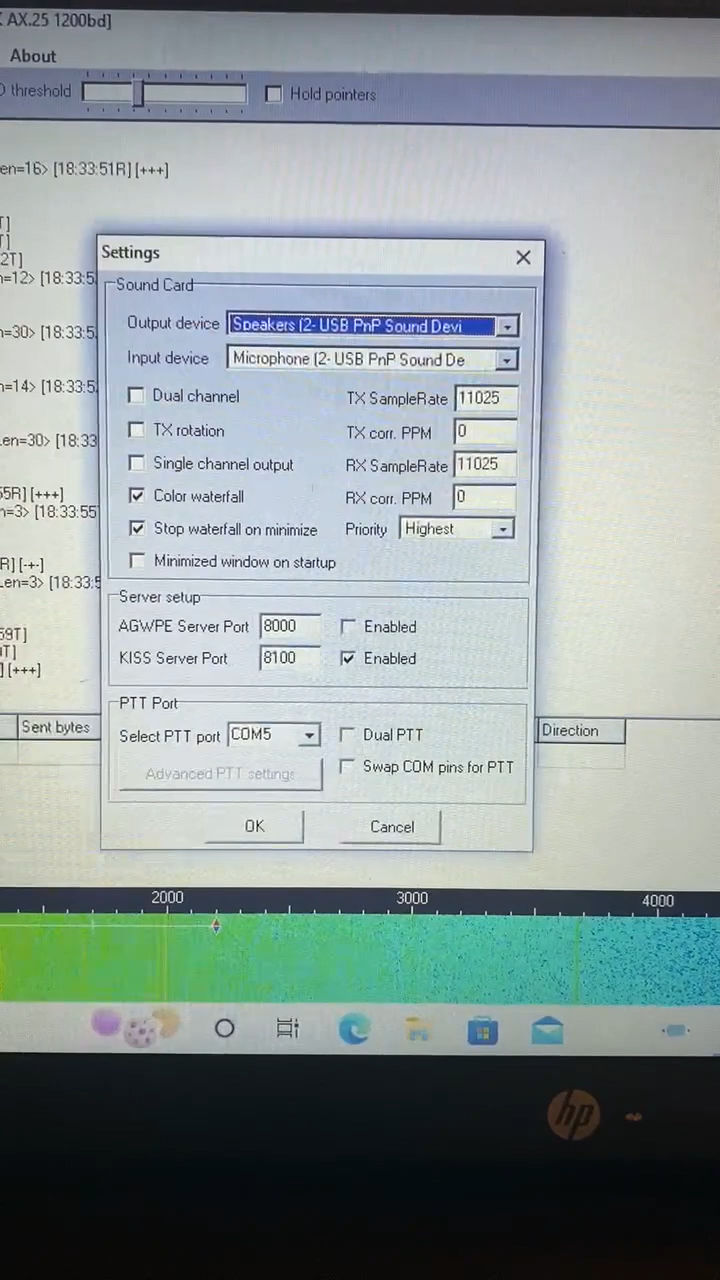 AX.25 1200bd]
About
threshold
Hold pointers
en=16> [18:33:51R] [+++]
T]
T]
2T]
n=12> [18:33:5
n=30> [18:33:5
n=14> [18:33:5
Len=30> [18:33
55R] [+++]
n=3> [18:33:55
R] [-+-]
Len=3> [18:33:5
59T]
T]
] [+++]
Settings
Sound Card
Output device Speakers (2- USB PnP Sound Devi
Input device Microphone (2- USB PnP Sound De
Dual channel TX SampleRate 11025
TX rotation TX corr. PPM 0
Single channel output RX SampleRate 11025
Color waterfall RX corr. PPM 0
Stop waterfall on minimize Priority Highest
Minimized window on startup
Server setup
AGWPE Server Port 8000 Enabled
KISS Server Port 8100 Enabled
PTT Port
Select PTT port COM5 Dual PTT
Advanced PTT settings Swap COM pins for PTT
OK Cancel
Sent bytes Direction
2000 3000 4000
hp